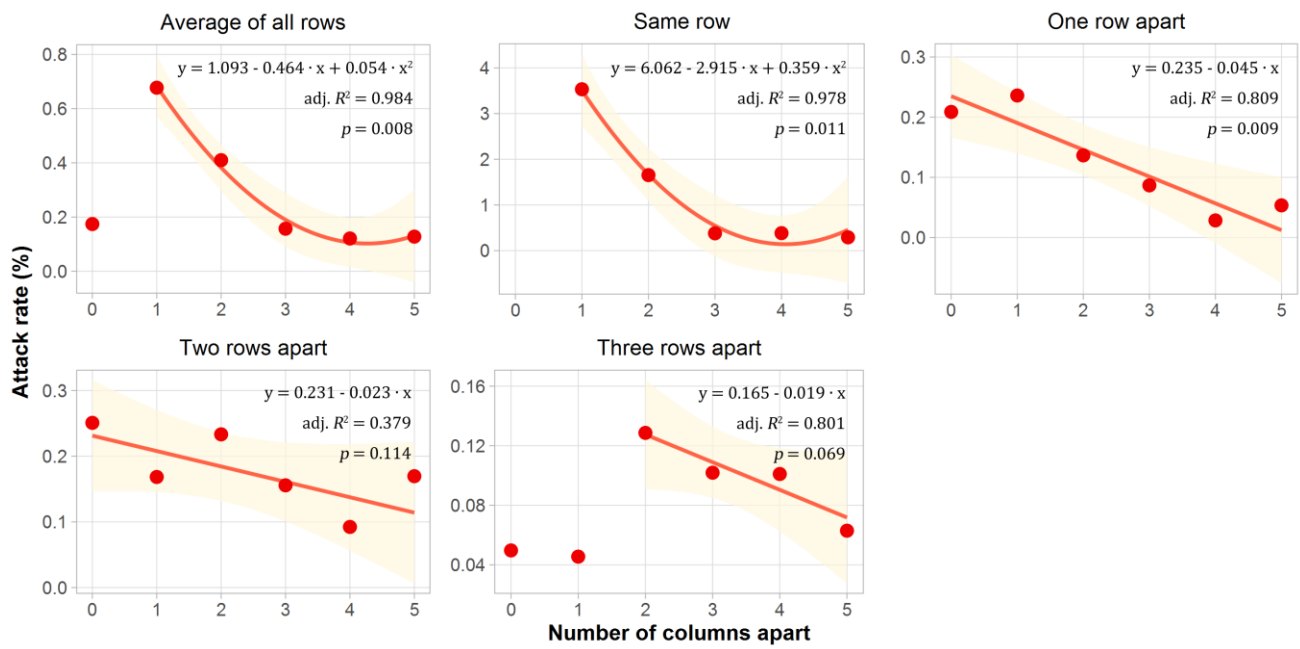 Average of all rows
Same row
One row apart
Attack rate (%)
0.8
0.6
0.4
0.2
0.0
y = 1.093 - 0.464 · x + 0.054 · x²
adj. R² = 0.984
p = 0.008
0 1 2 3 4 5
4
3
2
1
0
y = 6.062 - 2.915 · x + 0.359 · x²
adj. R² = 0.978
p = 0.011
0 1 2 3 4 5
0.3
0.2
0.1
0.0
y = 0.235 - 0.045 · x
adj. R² = 0.809
p = 0.009
0 1 2 3 4 5
Two rows apart
Three rows apart
0.3
0.2
0.1
0.0
y = 0.231 - 0.023 · x
adj. R² = 0.379
p = 0.114
0 1 2 3 4 5
0.16
0.12
0.08
0.04
y = 0.165 - 0.019 · x
adj. R² = 0.801
p = 0.069
0 1 2 3 4 5
Number of columns apart